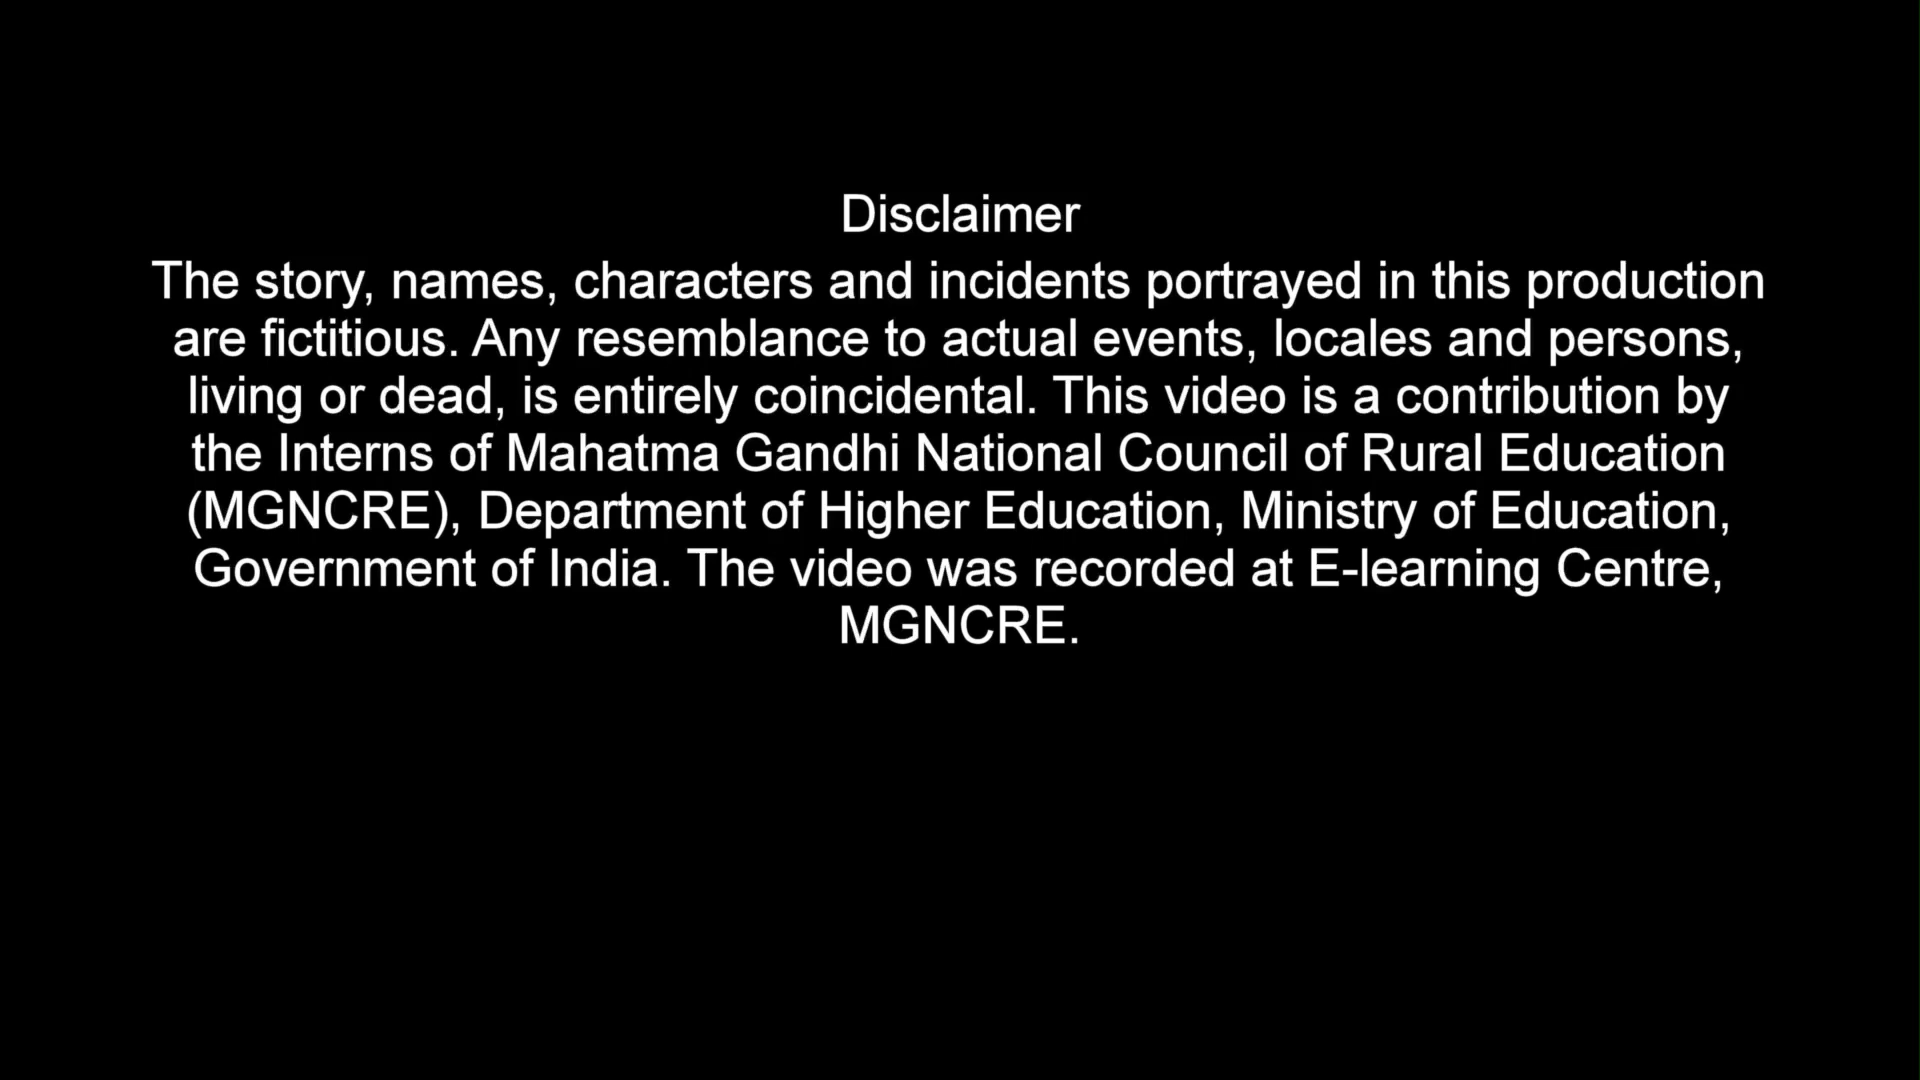 Disclaimer
The story, names, characters and incidents portrayed in this production
are fictitious. Any resemblance to actual events, locales and persons,
living or dead, is entirely coincidental. This video is a contribution by
the Interns of Mahatma Gandhi National Council of Rural Education
(MGNCRE), Department of Higher Education, Ministry of Education,
Government of India. The video was recorded at E-learning Centre,
MGNCRE.